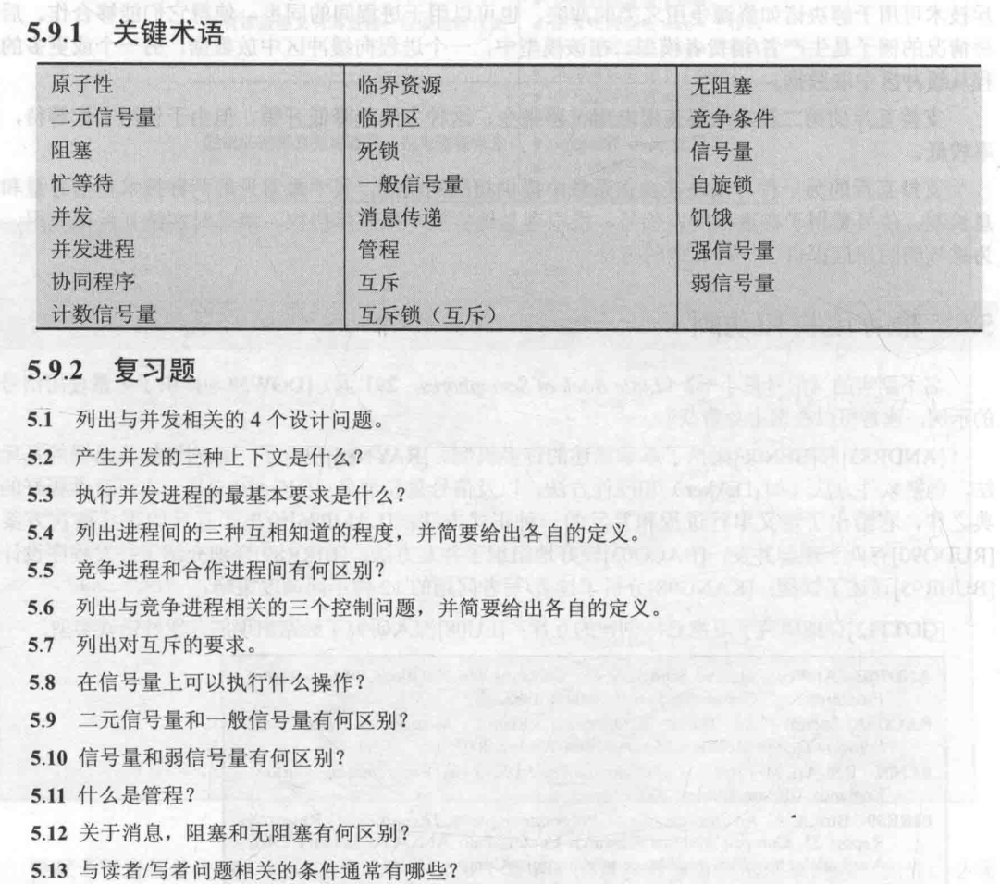 5.9.1 关键术语
原子性 临界资源 无阻塞
二元信号量 临界区 竞争条件
阻塞 死锁 信号量
忙等待 一般信号量 自旋锁
并发 消息传递 饥饿
并发进程 管程 强信号量
协同程序 互斥 弱信号量
计数信号量 互斥锁（互斥）
5.9.2 复习题
5.1 列出与并发相关的 4 个设计问题。
5.2 产生并发的三种上下文是什么？
5.3 执行并发进程的最基本要求是什么？
5.4 列出进程间的三种互相知道的程度，并简要给出各自的定义。
5.5 竞争进程和合作进程间有何区别？
5.6 列出与竞争进程相关的三个控制问题，并简要给出各自的定义。
5.7 列出对互斥的要求。
5.8 在信号量上可以执行什么操作？
5.9 二元信号量和一般信号量有何区别？
5.10 信号量和弱信号量有何区别？
5.11 什么是管程？
5.12 关于消息，阻塞和无阻塞有何区别？
5.13 与读者/写者问题相关的条件通常有哪些？